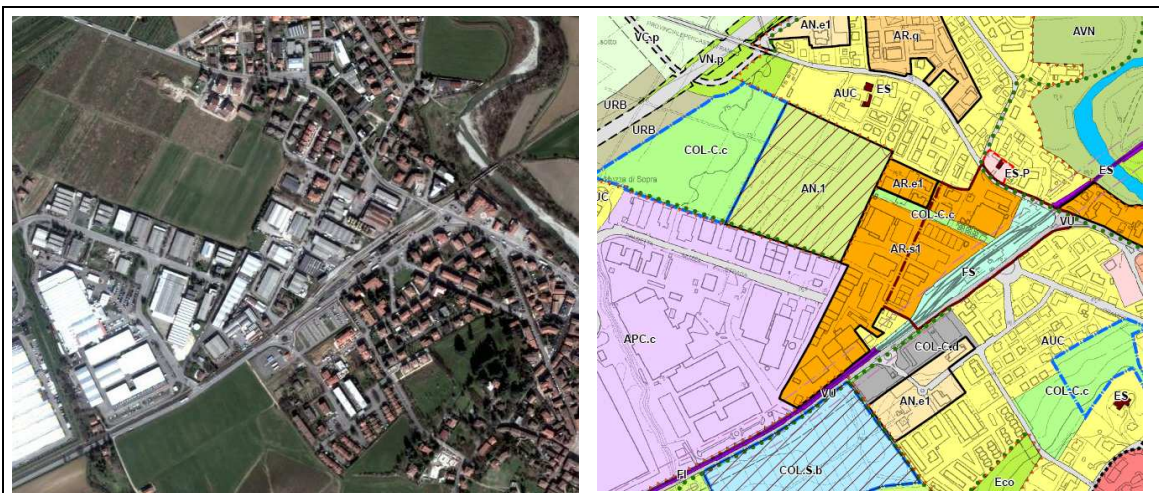 AN.e1
AR.q
AVN
VC.p
VN.p
AUC
ES
URB
URB
COL-C.c
AN.1
AR.e1
ES-P
ES
COL-C.c
VU
AR.s1
FS
APC.c
COL-C.d
AUC
COL-C.c
VU
AN.e1
ES
COL.S.b
Eco